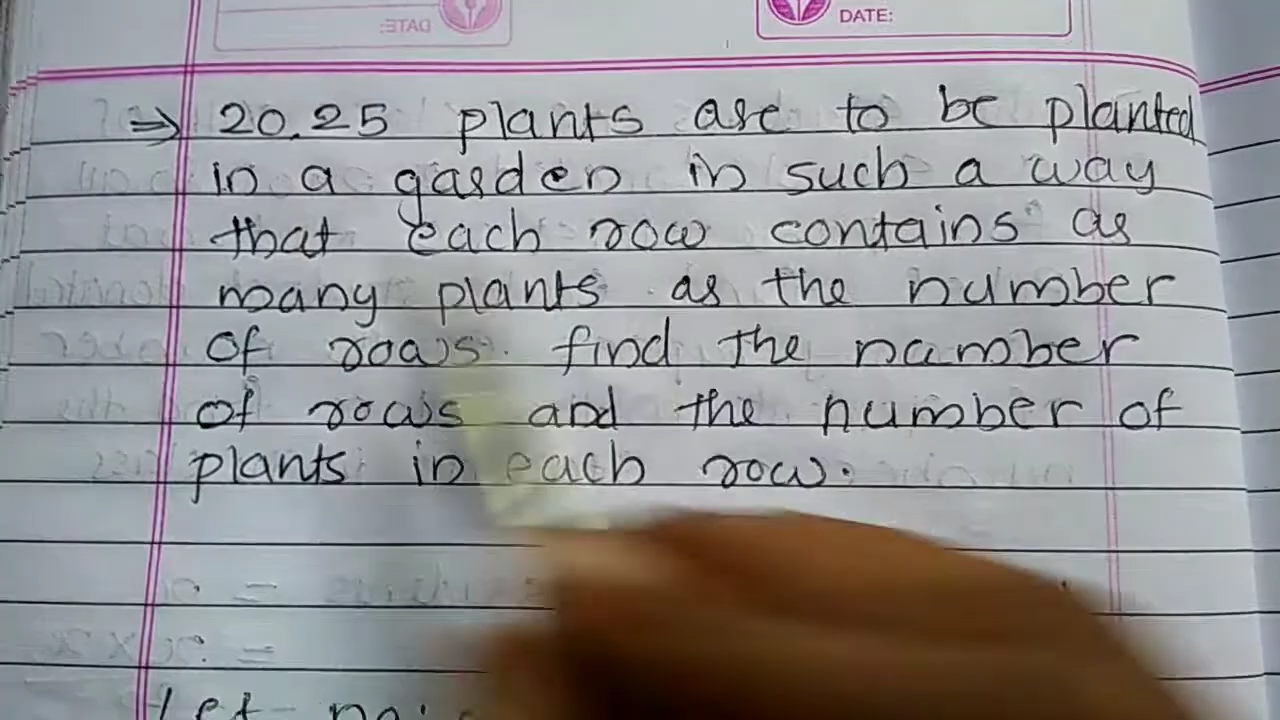 DATE:
⇒ 20.25 plants are to be planted
in a garden in such a way
that each row contains as
many plants as the number
of rows. find the number
of rows and the number of
plants in each row.
Let no.